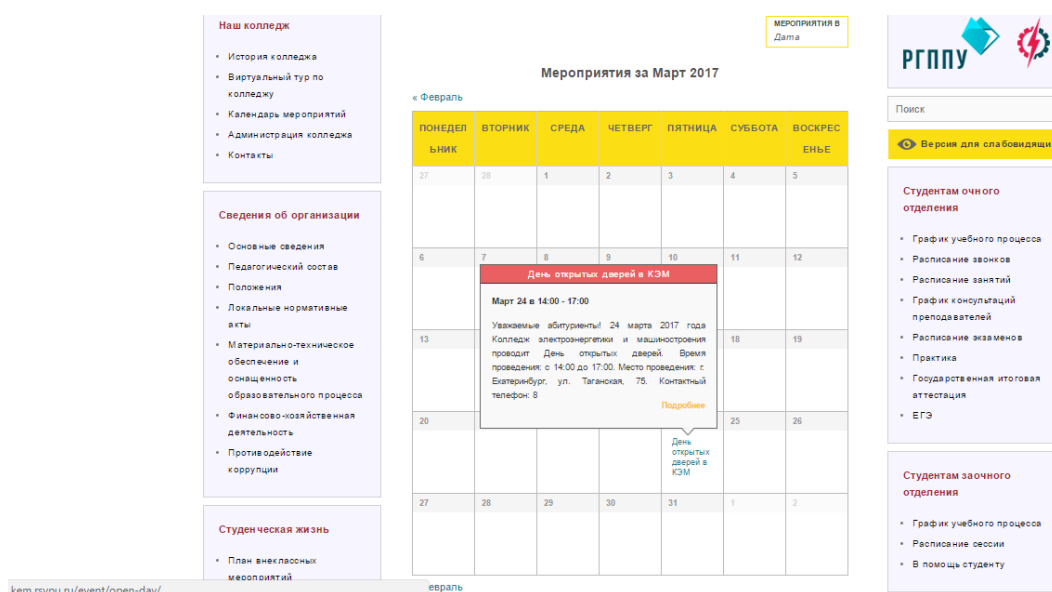 Наш колледж
История колледжа
Виртуальный тур по
колледжу
Календарь мероприятий
Администрация колледжа
Контакты
Сведения об организации
Основные сведения
Педагогический состав
Положения
Локальные нормативные
акты
Материально-техническое
обеспечение и
оснащенность
образовательного процесса
Финансово-хозяйственная
деятельность
Противодействие
коррупции
Студенческая жизнь
План внеклассных
мероприятий
kem.rsvpu.ru/event/open-day/
МЕРОПРИЯТИЯ В
Дата
Мероприятия за Март 2017
« Февраль
ПОНЕДЕЛ
ЬНИК
ВТОРНИК
СРЕДА
ЧЕТВЕРГ
ПЯТНИЦА
СУББОТА
ВОСКРЕС
ЕНЬЕ
27 28 1 2 3 4 5
6 7 8 9 10 11 12
День открытых дверей в КЭМ
Март 24 в 14:00 - 17:00
Уважаемые абитуриенты! 24 марта 2017 года
Колледж электроэнергетики и машиностроения
проводит День открытых дверей. Время
проведения: с 14:00 до 17:00. Место проведения: г.
Екатеринбург, ул. Таганская, 75. Контактный
телефон: 8
Подробнее
13 18 19
20 25 26
День
открытых
дверей в
КЭМ
27 28 29 30 31 1 2
евраль
РГППУ
Поиск
Версия для слабовидящи
Студентам очного
отделения
График учебного процесса
Расписание звонков
Расписание занятий
График консультаций
преподавателей
Расписание экзаменов
Практика
Государственная итоговая
аттестация
ЕГЭ
Студентам заочного
отделения
График учебного процесса
Расписание сессии
В помощь студенту